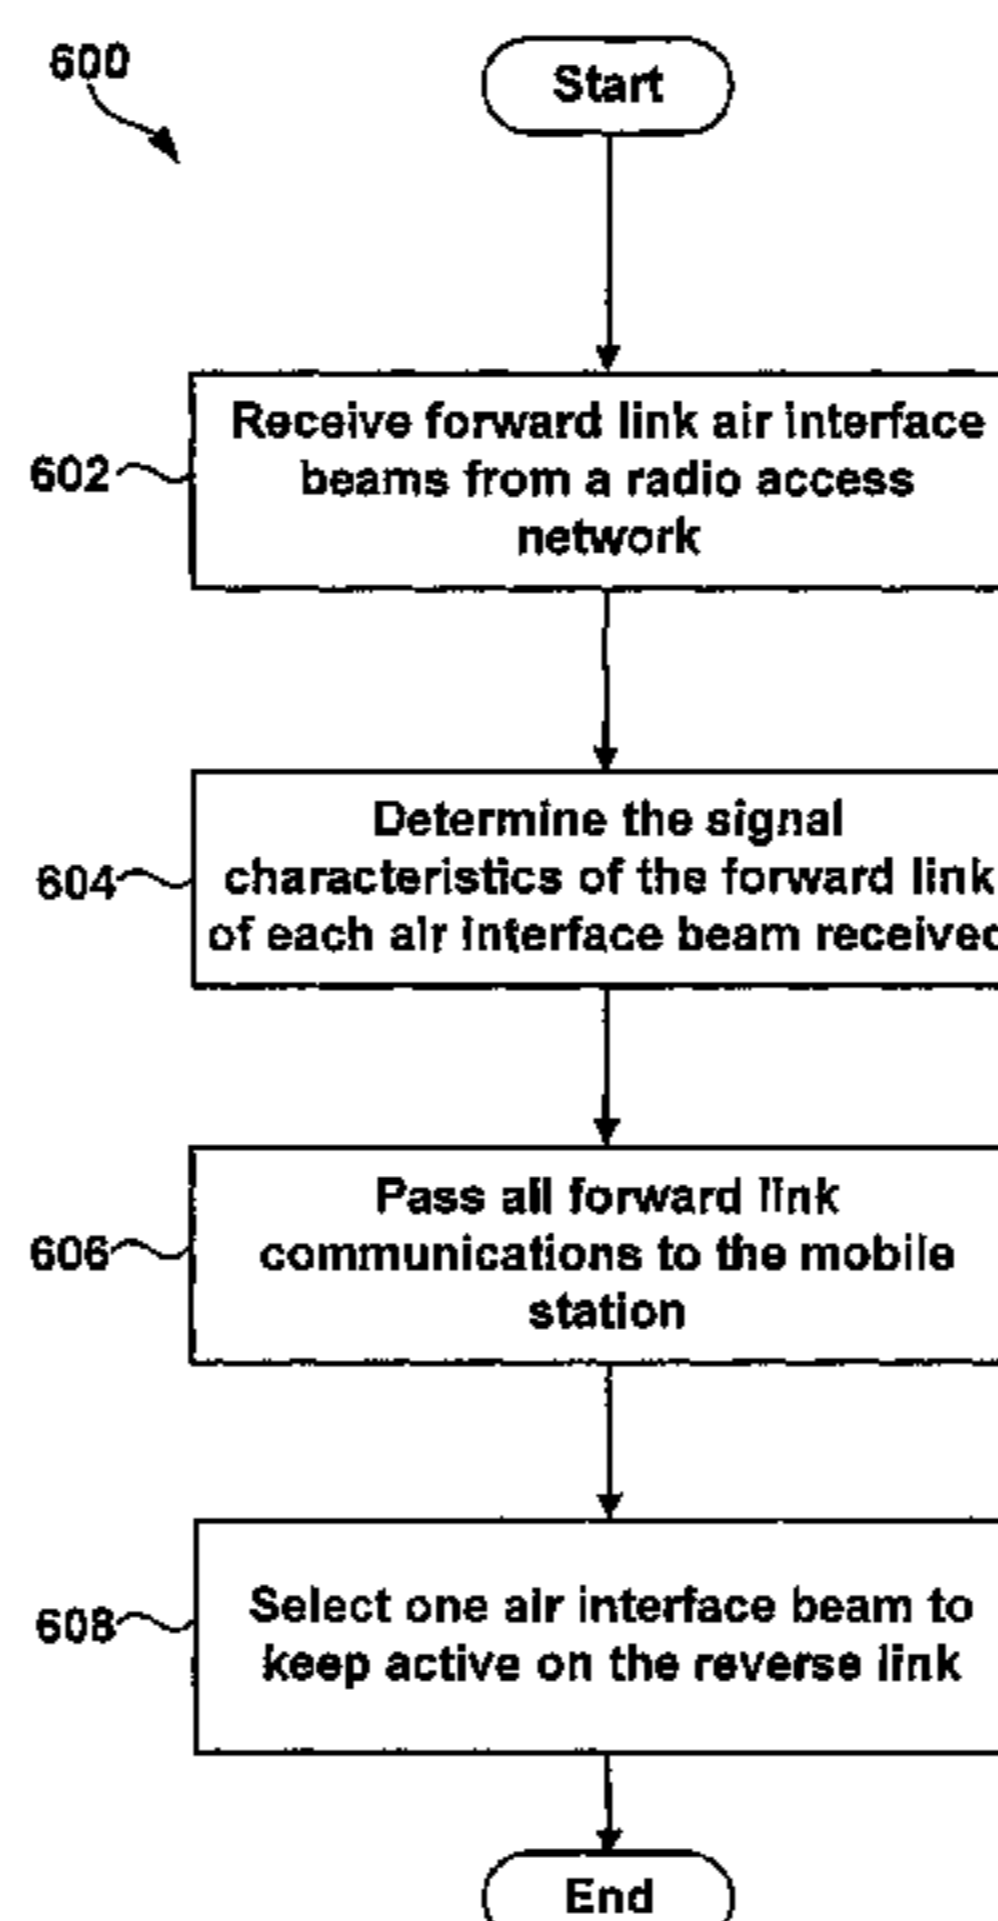 600
Start
Receive forward link air interface
beams from a radio access
network
602
Determine the signal
characteristics of the forward link
of each air interface beam received
604
Pass all forward link
communications to the mobile
station
606
Select one air interface beam to
keep active on the reverse link
608
End